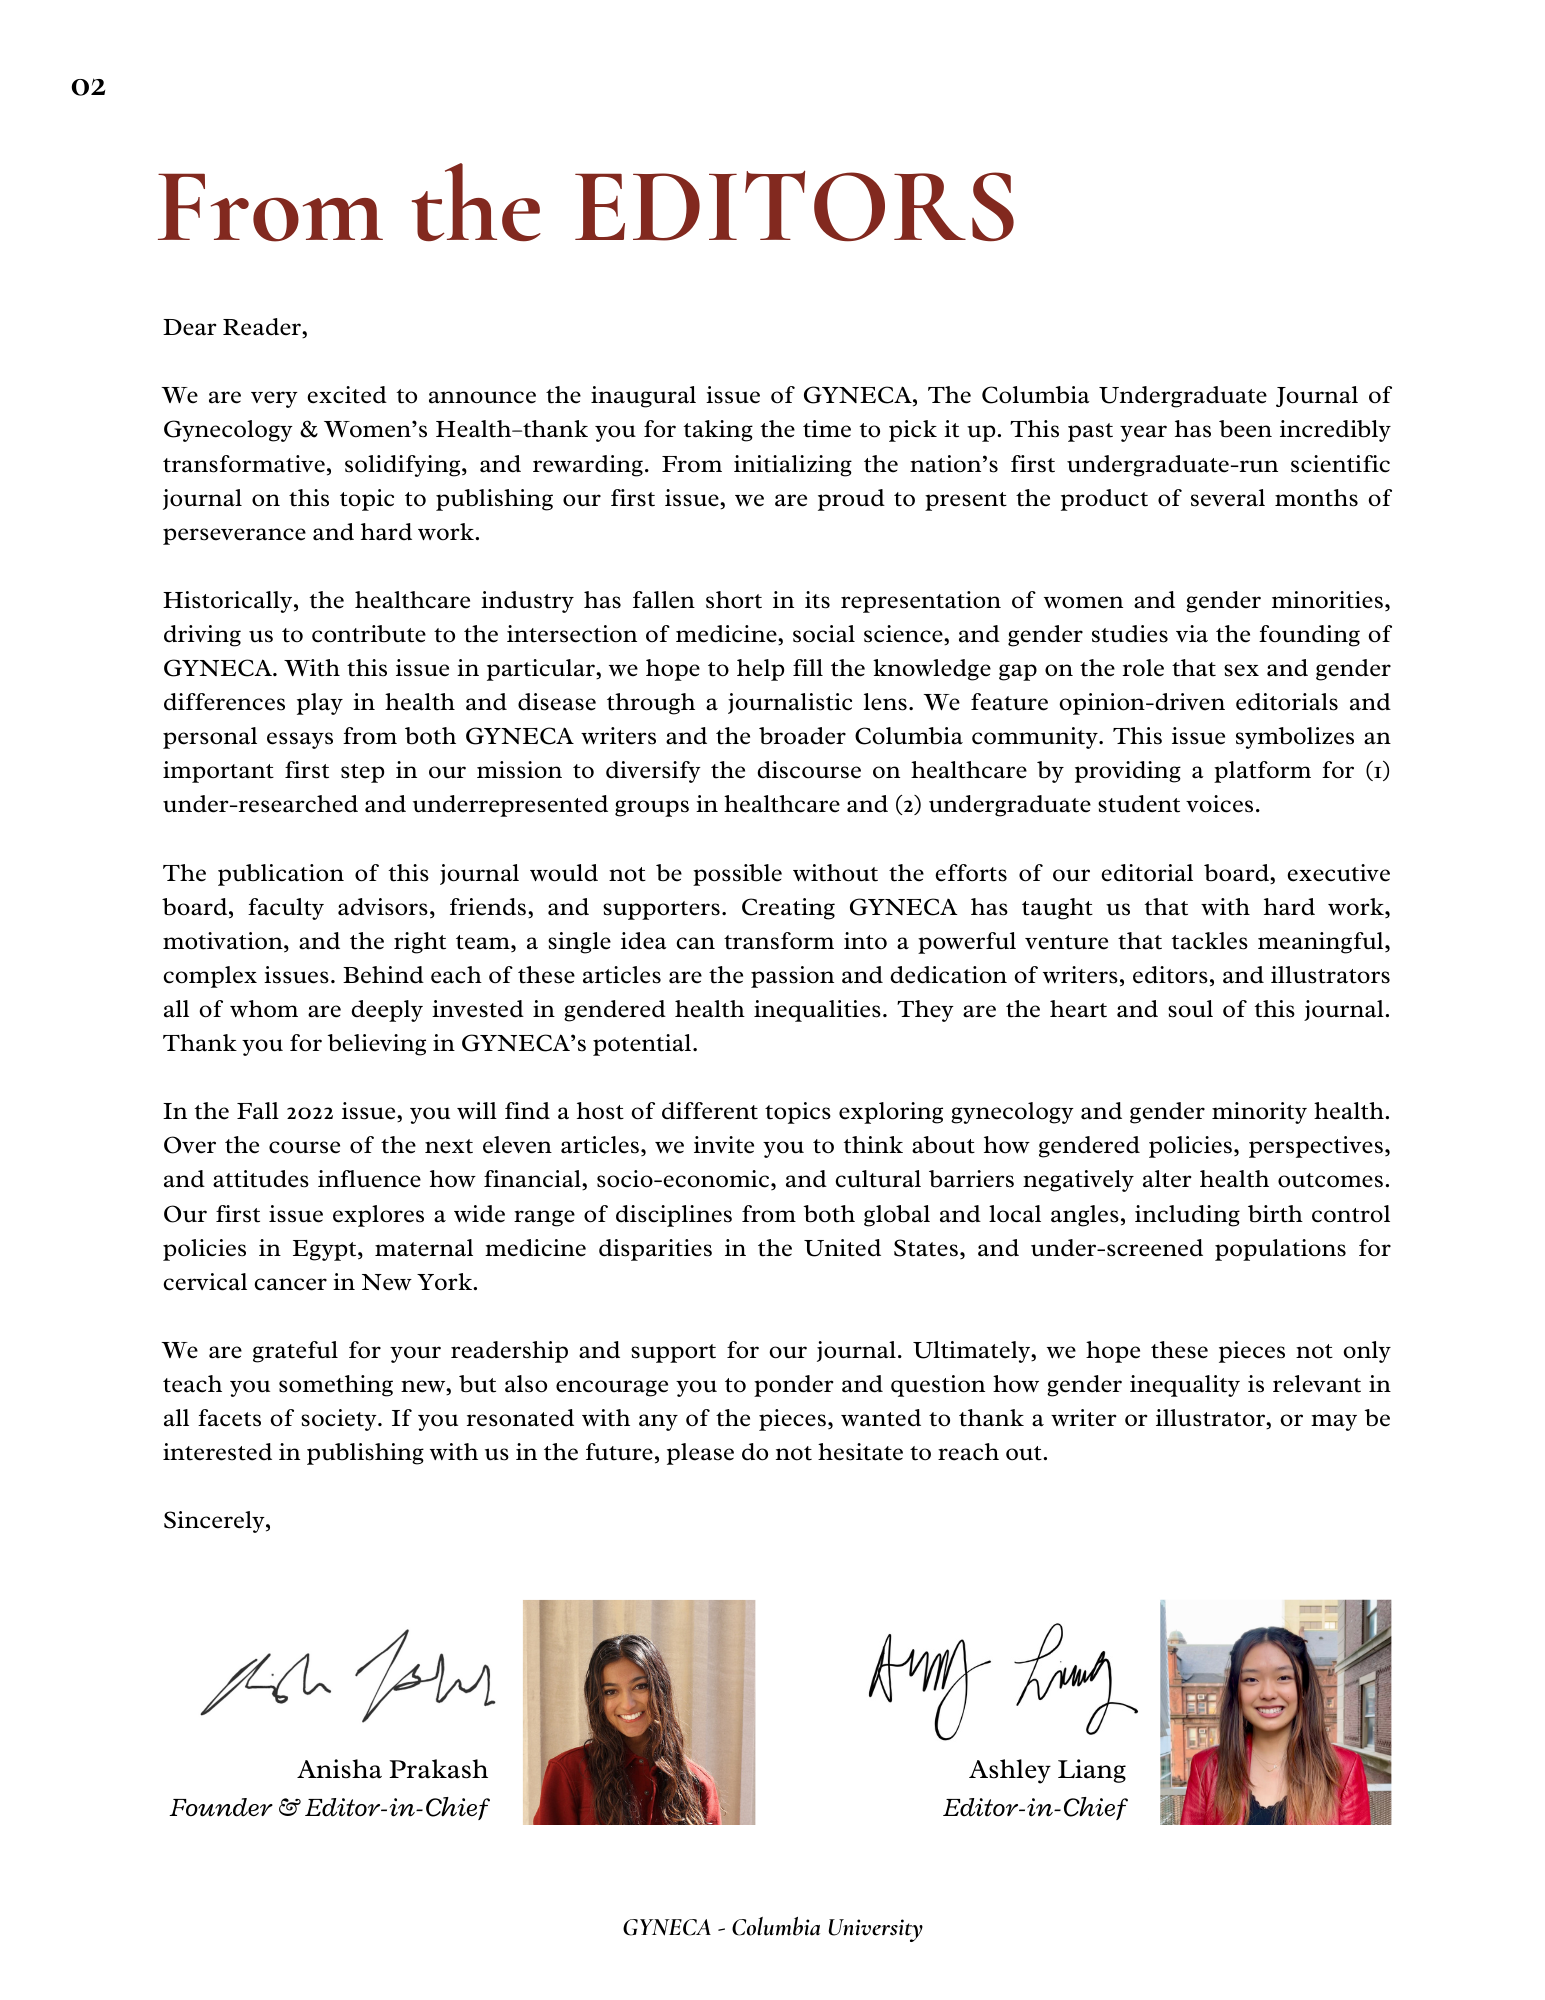 02
From the EDITORS
Dear Reader,
We are very excited to announce the inaugural issue of GYNECA, The Columbia Undergraduate Journal of
Gynecology & Women’s Health–thank you for taking the time to pick it up. This past year has been incredibly
transformative, solidifying, and rewarding. From initializing the nation’s first undergraduate-run scientific
journal on this topic to publishing our first issue, we are proud to present the product of several months of
perseverance and hard work.
Historically, the healthcare industry has fallen short in its representation of women and gender minorities,
driving us to contribute to the intersection of medicine, social science, and gender studies via the founding of
GYNECA. With this issue in particular, we hope to help fill the knowledge gap on the role that sex and gender
differences play in health and disease through a journalistic lens. We feature opinion-driven editorials and
personal essays from both GYNECA writers and the broader Columbia community. This issue symbolizes an
important first step in our mission to diversify the discourse on healthcare by providing a platform for (1)
under-researched and underrepresented groups in healthcare and (2) undergraduate student voices.
The publication of this journal would not be possible without the efforts of our editorial board, executive
board, faculty advisors, friends, and supporters. Creating GYNECA has taught us that with hard work,
motivation, and the right team, a single idea can transform into a powerful venture that tackles meaningful,
complex issues. Behind each of these articles are the passion and dedication of writers, editors, and illustrators
all of whom are deeply invested in gendered health inequalities. They are the heart and soul of this journal.
Thank you for believing in GYNECA’s potential.
In the Fall 2022 issue, you will find a host of different topics exploring gynecology and gender minority health.
Over the course of the next eleven articles, we invite you to think about how gendered policies, perspectives,
and attitudes influence how financial, socio-economic, and cultural barriers negatively alter health outcomes.
Our first issue explores a wide range of disciplines from both global and local angles, including birth control
policies in Egypt, maternal medicine disparities in the United States, and under-screened populations for
cervical cancer in New York.
We are grateful for your readership and support for our journal. Ultimately, we hope these pieces not only
teach you something new, but also encourage you to ponder and question how gender inequality is relevant in
all facets of society. If you resonated with any of the pieces, wanted to thank a writer or illustrator, or may be
interested in publishing with us in the future, please do not hesitate to reach out.
Sincerely,
Anisha Prakash
Founder & Editor-in-Chief
Ashley Liang
Editor-in-Chief
GYNECA - Columbia University